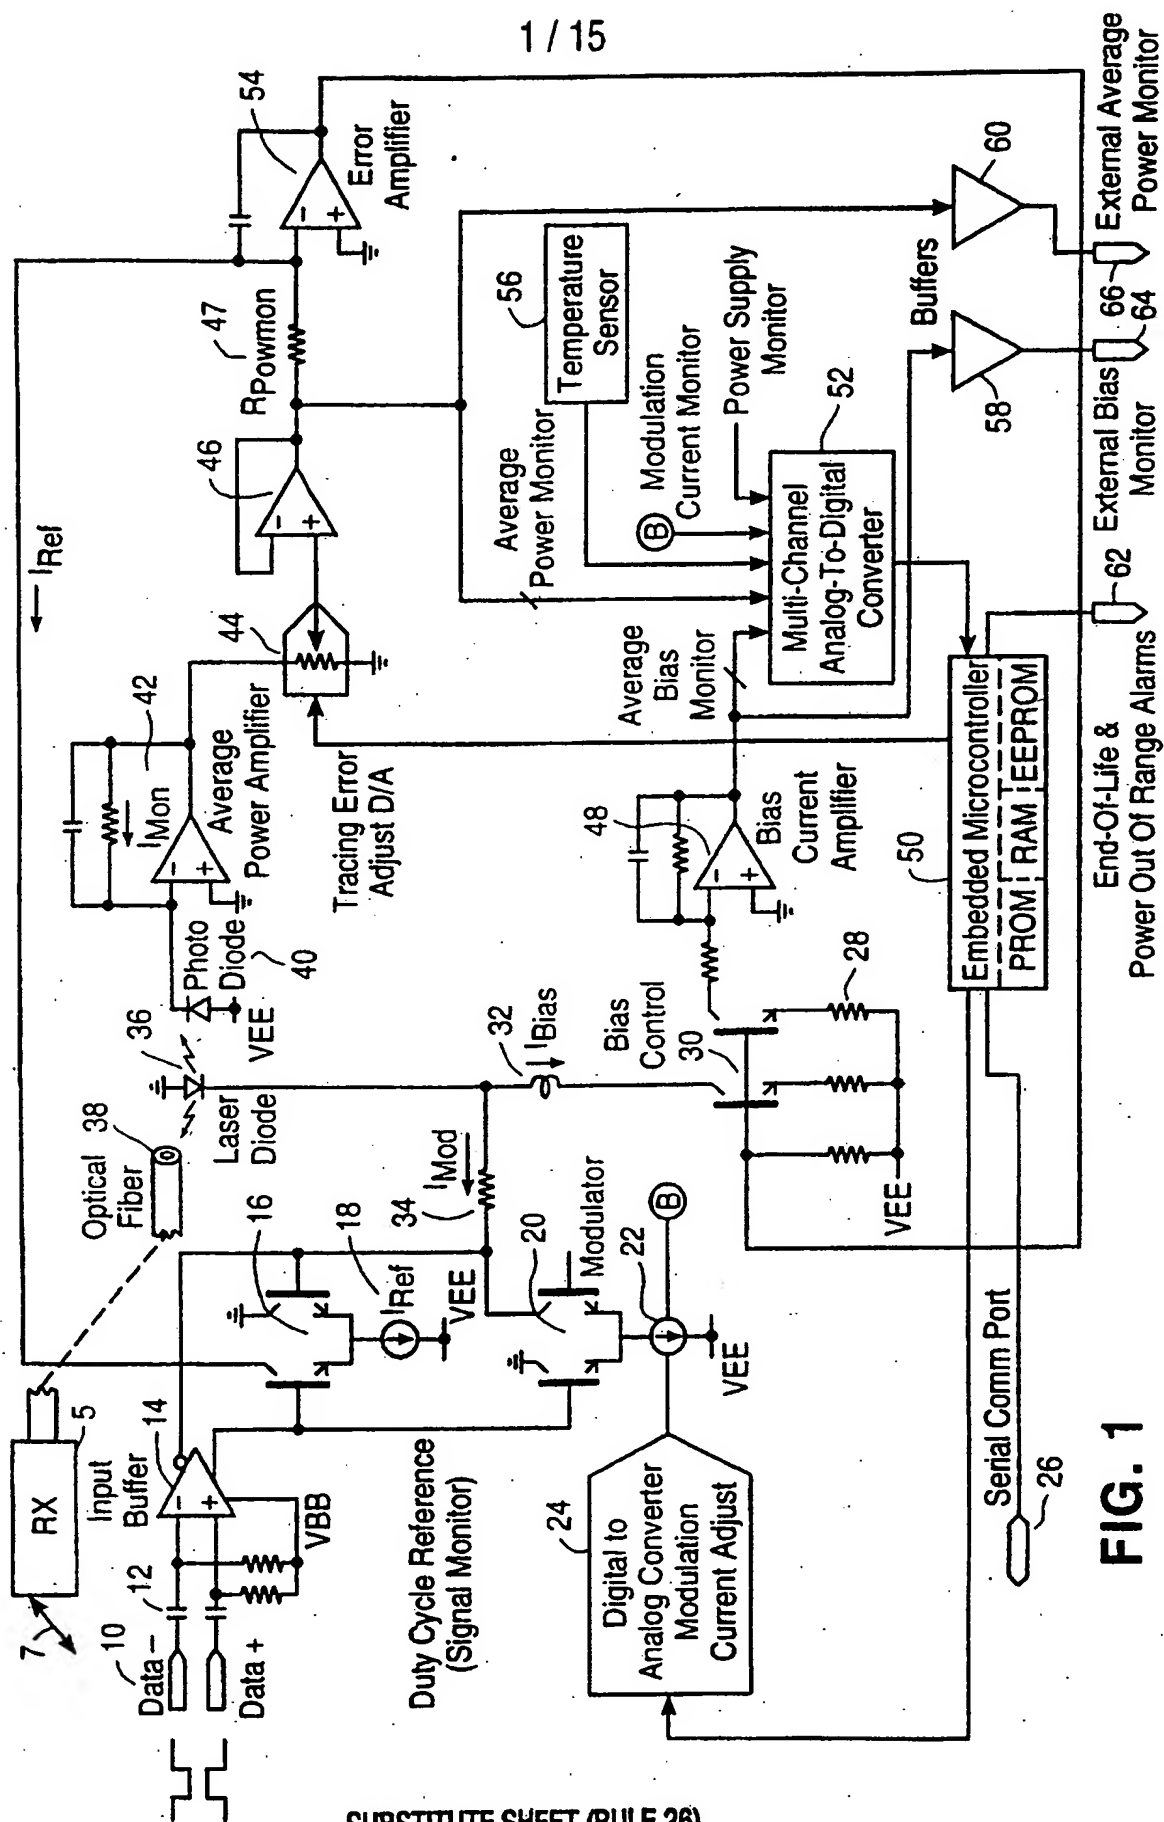 1 / 15
RX
5
7
Optical
Fiber
38
Laser
Diode
36
Photo
Diode
40
VEE
IMon
42
Average
Power Amplifier
Tracing Error
Adjust D/A
44
IRef
46
RPowmon
47
54
Error
Amplifier
10
Data –
Data +
12
Input
Buffer
14
VBB
–
+
16
18
IRef
VEE
Duty Cycle Reference
(Signal Monitor)
20
Modulator
22
VEE
B
IMod
34
32
IBias
Bias
Control
30
28
VEE
48
Bias
Current
Amplifier
Average
Bias
Monitor
Average
Power Monitor
56
Temperature
Sensor
Modulation
Current Monitor
B
Power Supply
Monitor
52
Multi-Channel
Analog-To-Digital
Converter
Buffers
58
60
24
Digital to
Analog Converter
Modulation
Current Adjust
50
Embedded Microcontroller
PROM RAM EEPROM
Serial Comm Port
26
62
End-Of-Life &
Power Out Of Range Alarms
64
External Bias
Monitor
66
External Average
Power Monitor
FIG. 1
SUBSTITUTE SHEET (RULE 26)